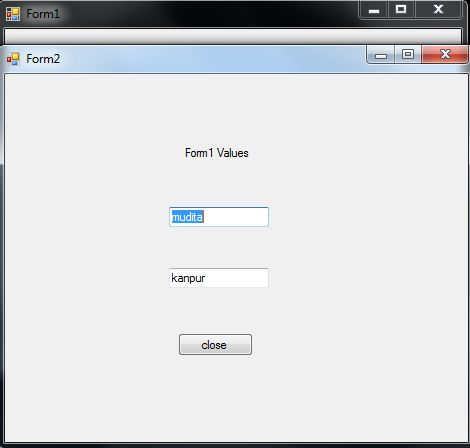 Form1
Form2
Form1 Values
mudita
kanpur
close